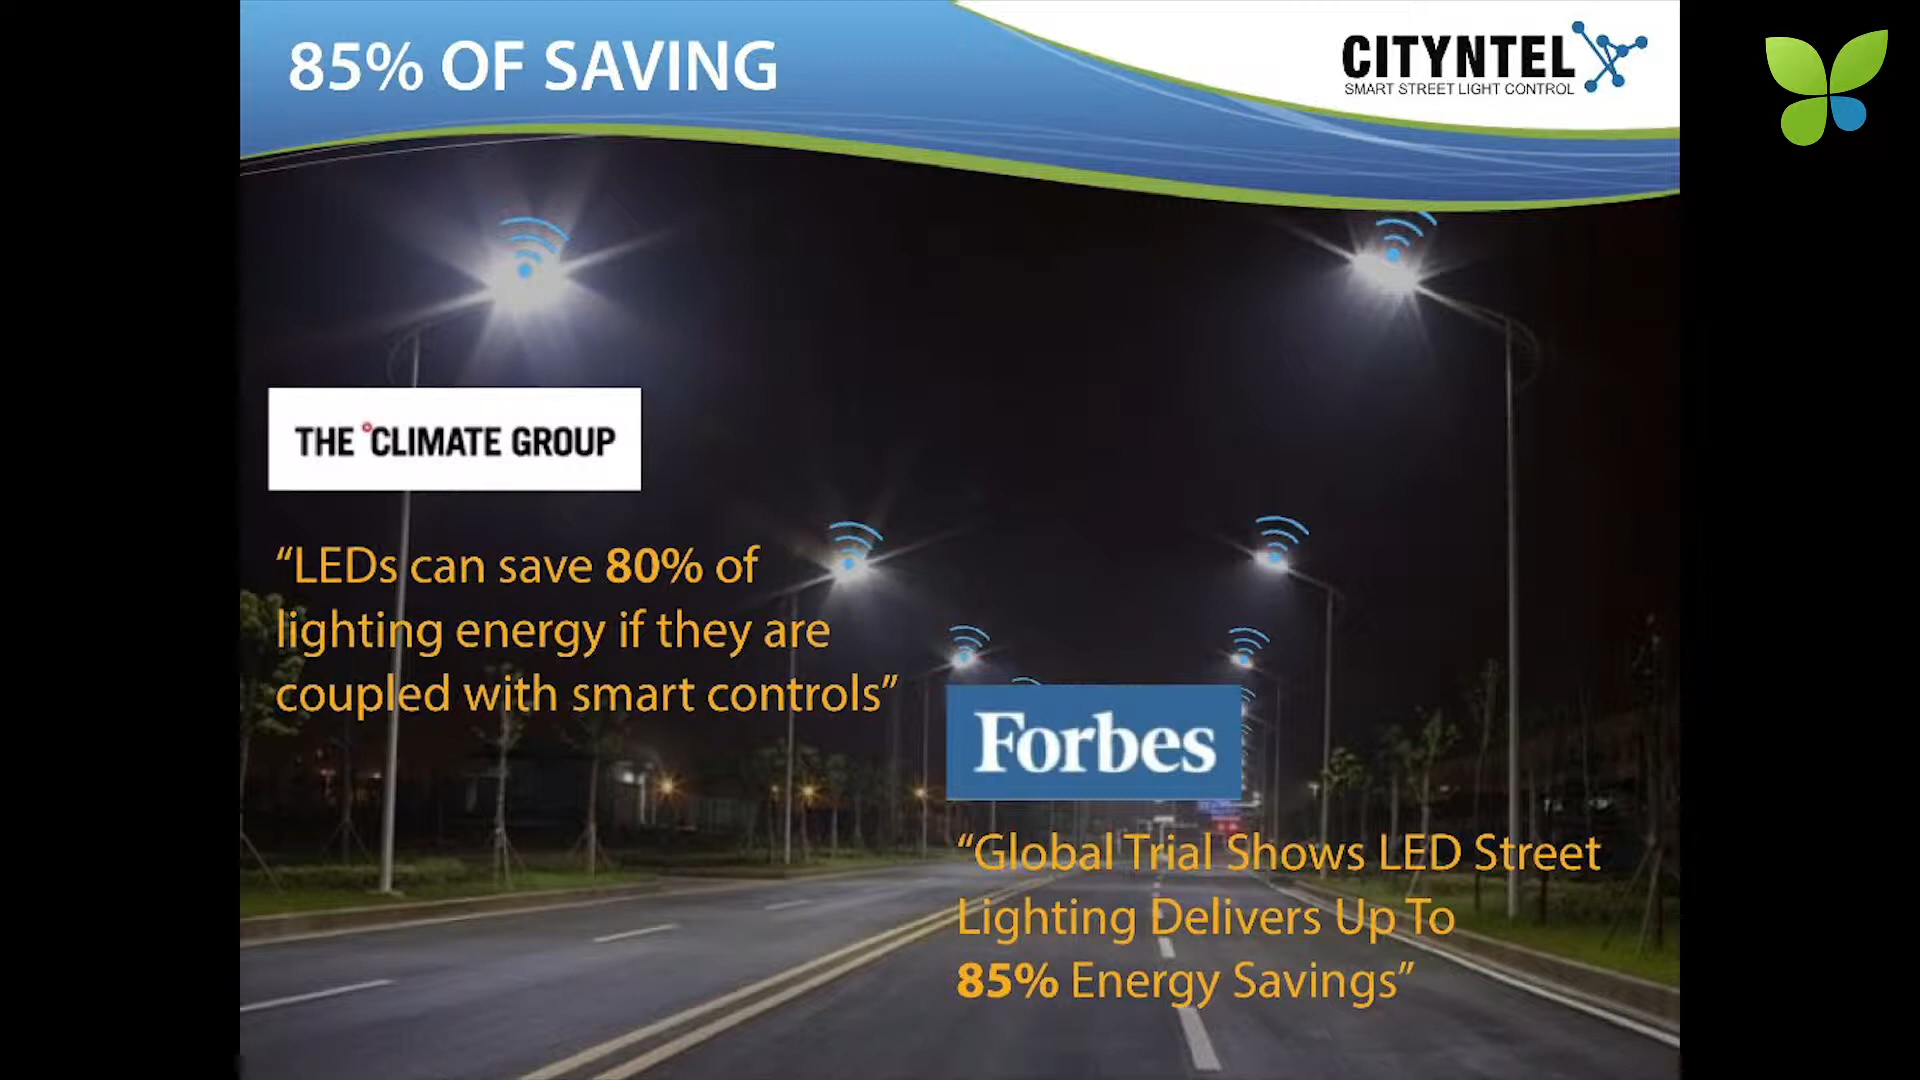 85% OF SAVING
CITYNTEL
SMART STREET LIGHT CONTROL
THE °CLIMATE GROUP
“LEDs can save 80% of
lighting energy if they are
coupled with smart controls”
Forbes
“Global Trial Shows LED Street
Lighting Delivers Up To
85% Energy Savings”